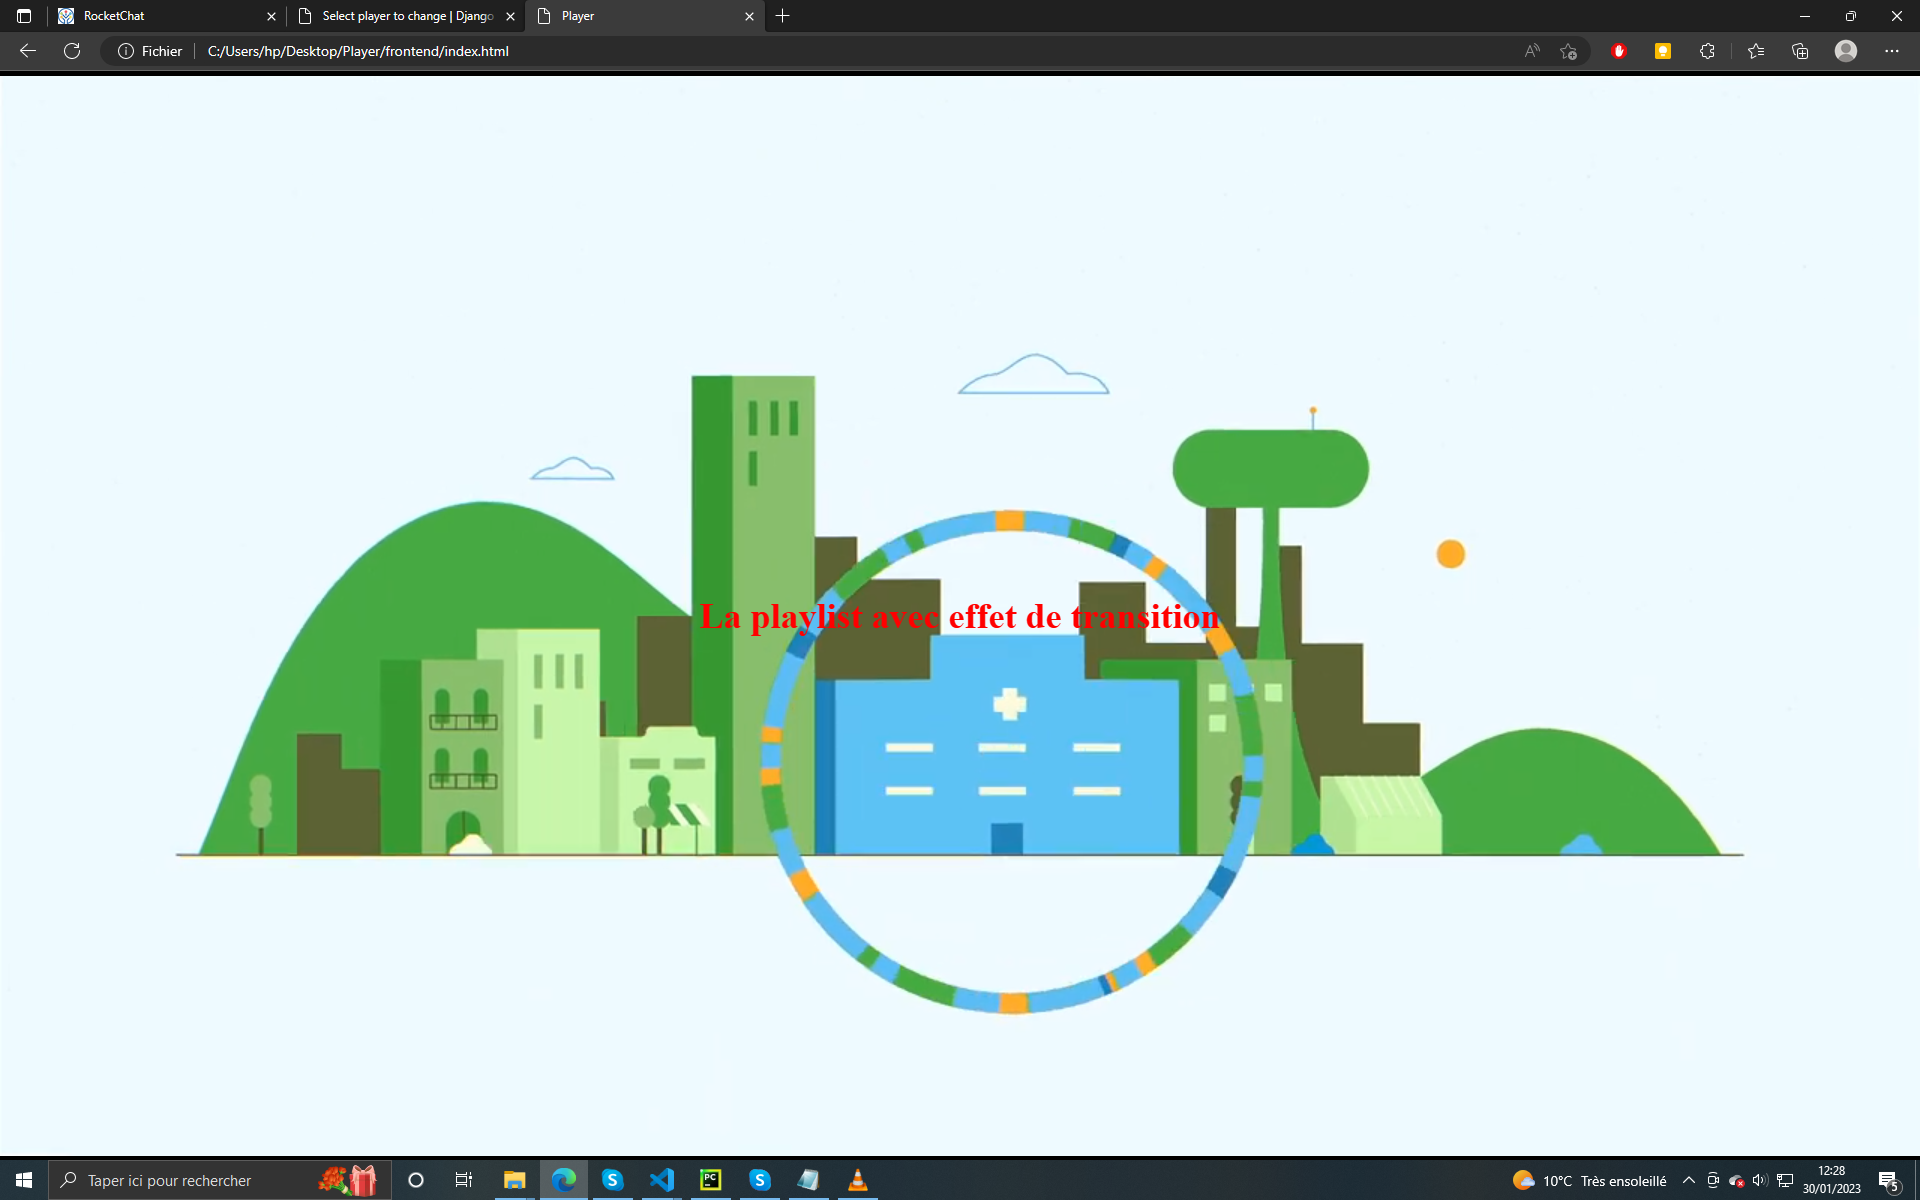 RocketChat
Select player to change | Django
Player
Fichier
C:/Users/hp/Desktop/Player/frontend/index.html
La playlist avec effet de transition
Taper ici pour rechercher
10°C Très ensoleillé
12:28
30/01/2023
5